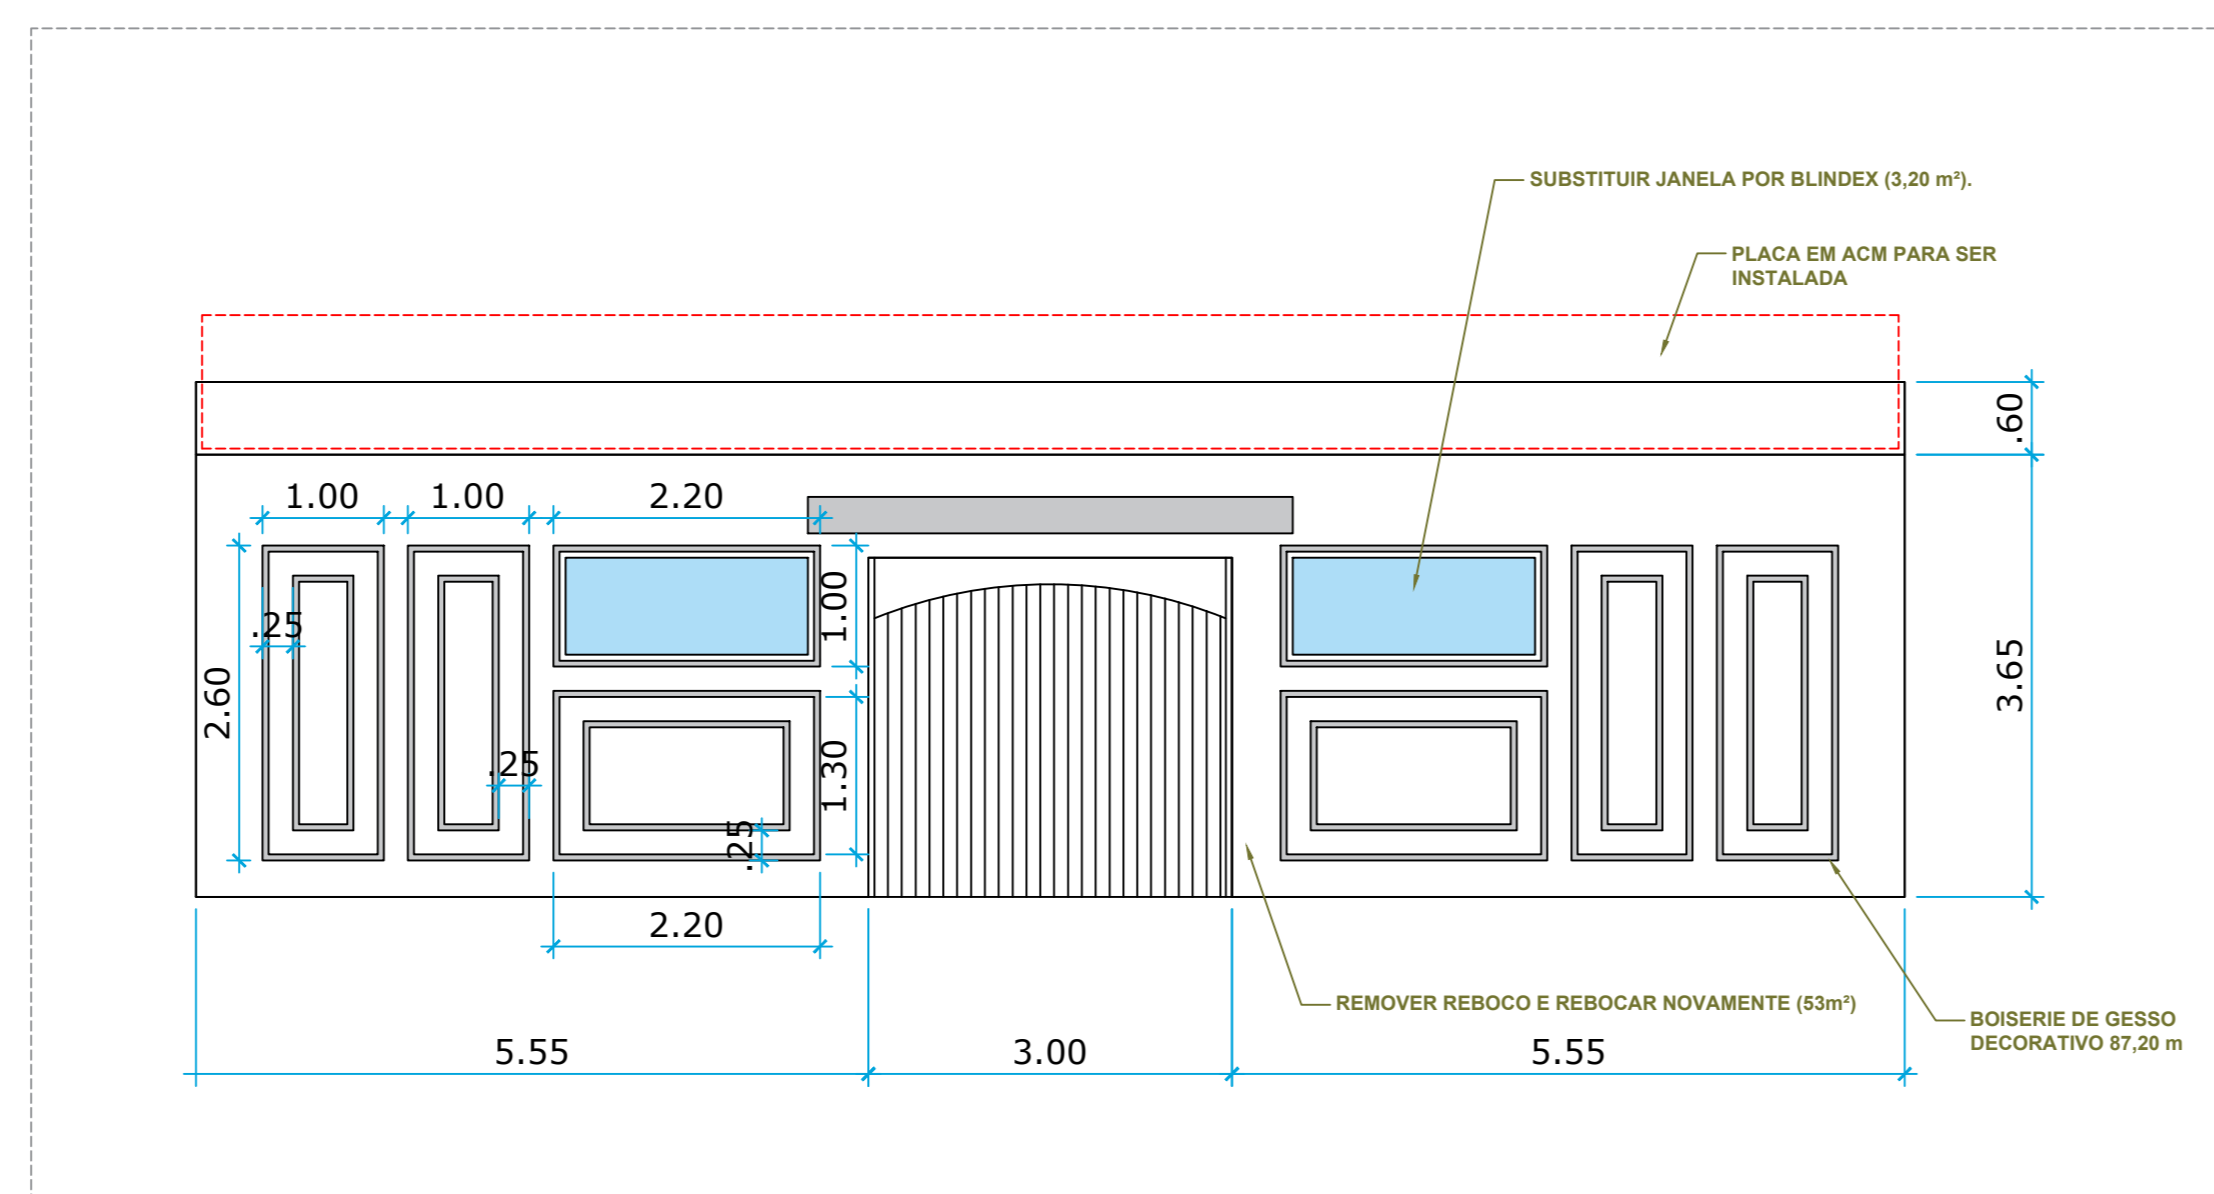 SUBSTITUIR JANELA POR BLINDEX (3,20 m²).
PLACA EM ACM PARA SER
INSTALADA
.60
1.00
1.00
2.20
1.00
.25
3.65
2.60
.25
1.30
.25
2.20
REMOVER REBOCO E REBOCAR NOVAMENTE (53m²)
BOISERIE DE GESSO
DECORATIVO 87,20 m
5.55
3.00
5.55